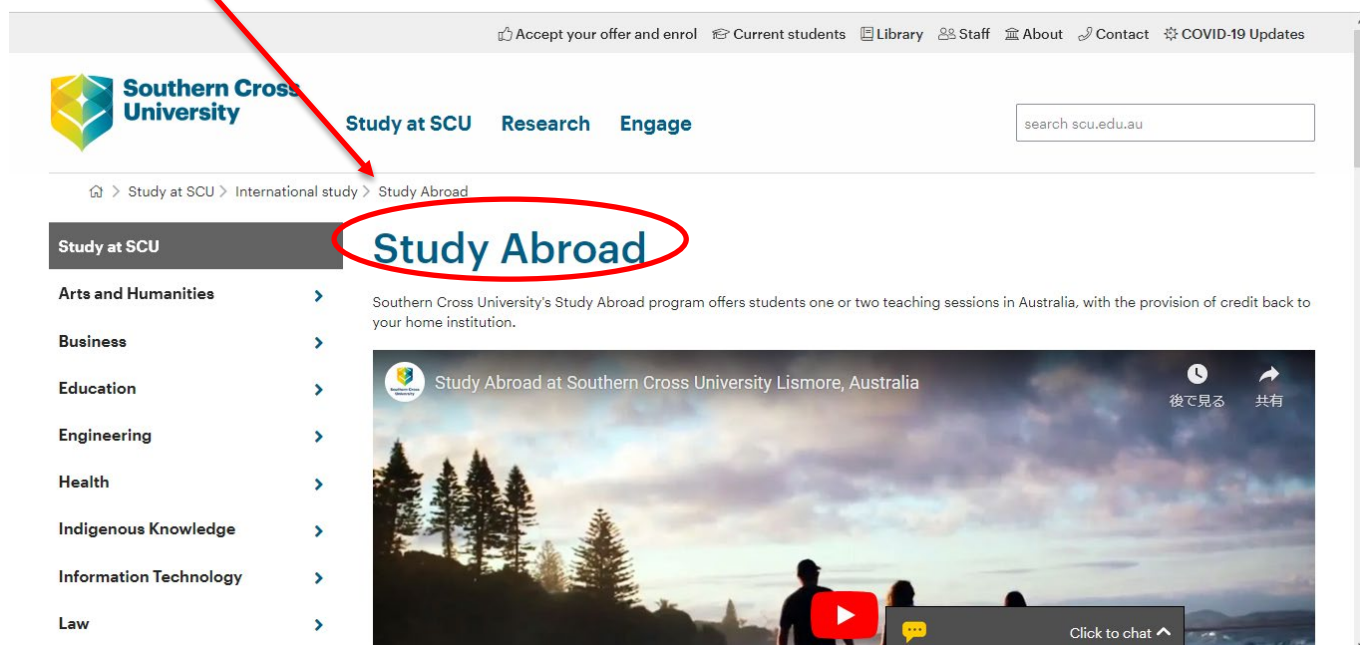 Accept your offer and enrol Current students Library Staff About Contact COVID-19 Updates
Southern Cross
University
Study at SCU Research Engage
search scu.edu.au
> Study at SCU > International study > Study Abroad
Study at SCU
Study Abroad
Arts and Humanities
Southern Cross University's Study Abroad program offers students one or two teaching sessions in Australia, with the provision of credit back to
your home institution.
Business
Education
Engineering
Health
Indigenous Knowledge
Information Technology
Law
Study Abroad at Southern Cross University Lismore, Australia
後で見る
共有
Click to chat